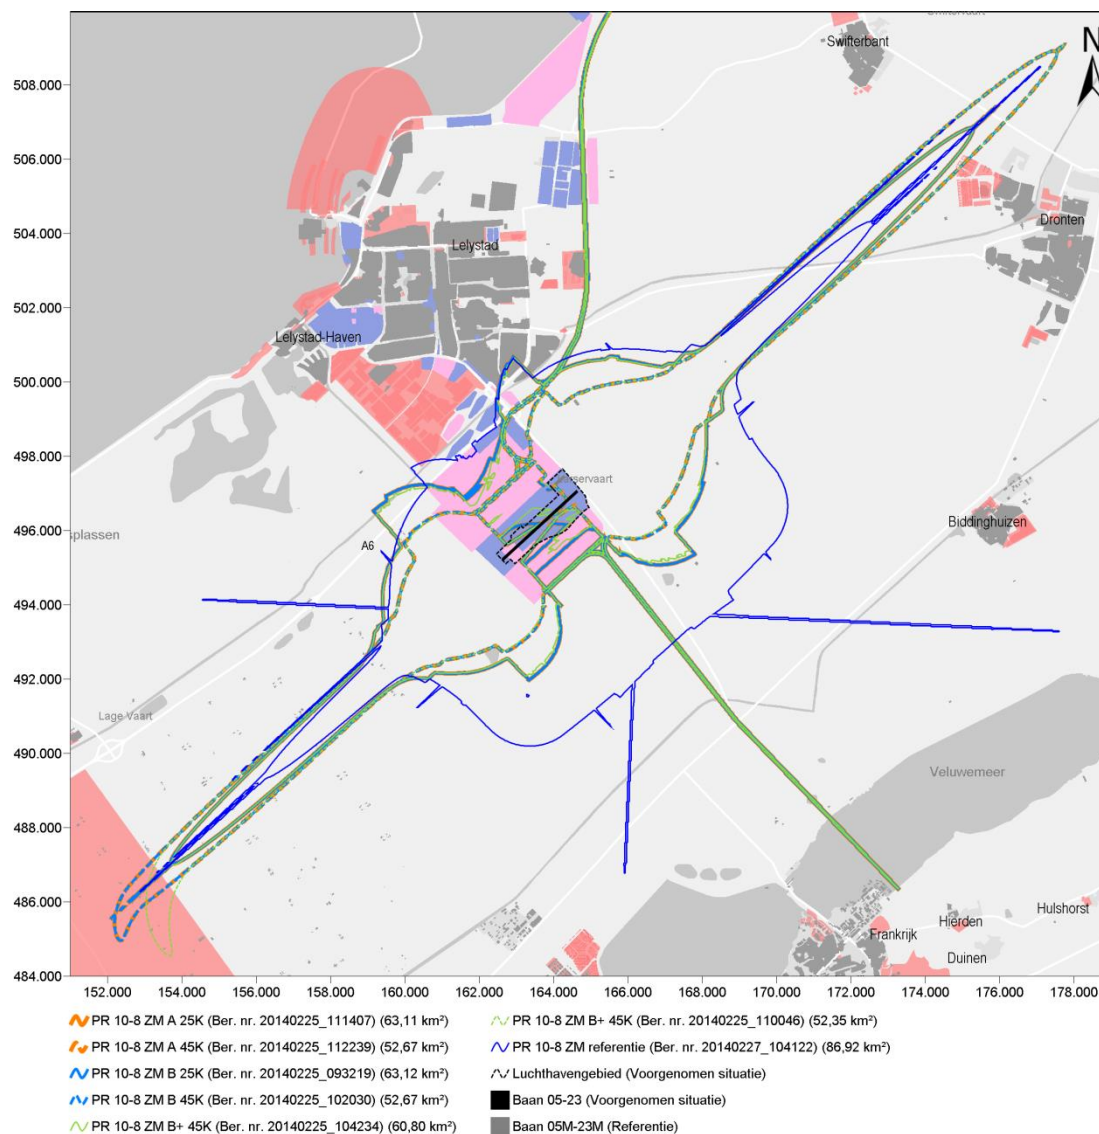 Swifterbant
N
508.000
506.000
Dronten
504.000
Lelystad
502.000
Lelystad-Haven
500.000
498.000
496.000
Biddinghuizen
splassen
A6
494.000
492.000
Lage Vaart
490.000
Veluwemeer
488.000
486.000
Hulshorst
Hierden
Frankrijk
Duinen
484.000
152.000 154.000 156.000 158.000 160.000 162.000 164.000 166.000 168.000 170.000 172.000 174.000 176.000 178.000
PR 10-8 ZM A 25K (Ber. nr. 20140225_111407) (63,11 km²)
PR 10-8 ZM A 45K (Ber. nr. 20140225_112239) (52,67 km²)
PR 10-8 ZM B 25K (Ber. nr. 20140225_093219) (63,12 km²)
PR 10-8 ZM B 45K (Ber. nr. 20140225_102030) (52,67 km²)
PR 10-8 ZM B+ 45K (Ber. nr. 20140225_104234) (60,80 km²)
PR 10-8 ZM B+ 45K (Ber. nr. 20140225_110046) (52,35 km²)
PR 10-8 ZM referentie (Ber. nr. 20140227_104122) (86,92 km²)
Luchthavengebied (Voorgenomen situatie)
Baan 05-23 (Voorgenomen situatie)
Baan 05M-23M (Referentie)